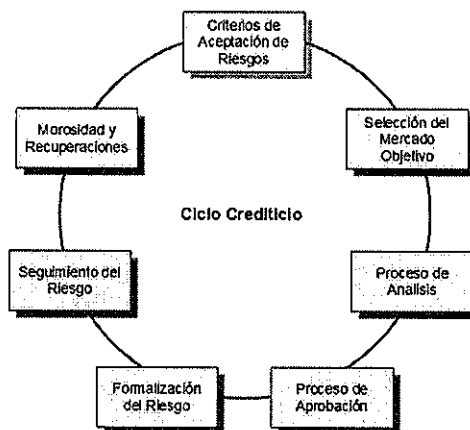 Criterios de
Aceptación de
Riesgos
Selección del
Mercado
Objetivo
Proceso de
Análisis
Proceso de
Aprobación
Formalización
del Riesgo
Seguimiento del
Riesgo
Morosidad y
Recuperaciones
Ciclo Crediticio